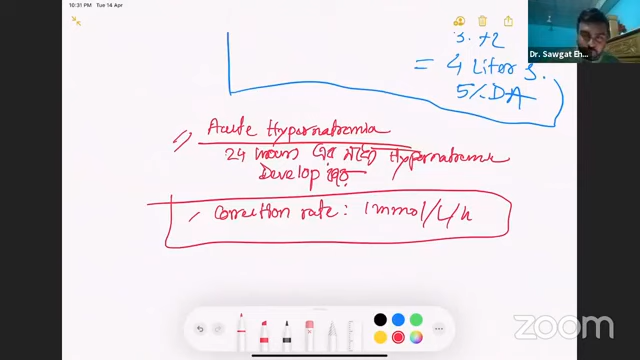 10:31 PM Tue 14 Apr
Dr. Sawgat Eh...
3. +2
= 4 Liter 3.
5% DA
Acute Hypernatremia
24 hours এর মধ্যে Hypernatremia
Develop করে
Correction rate: 1mmol/L/h
zoom